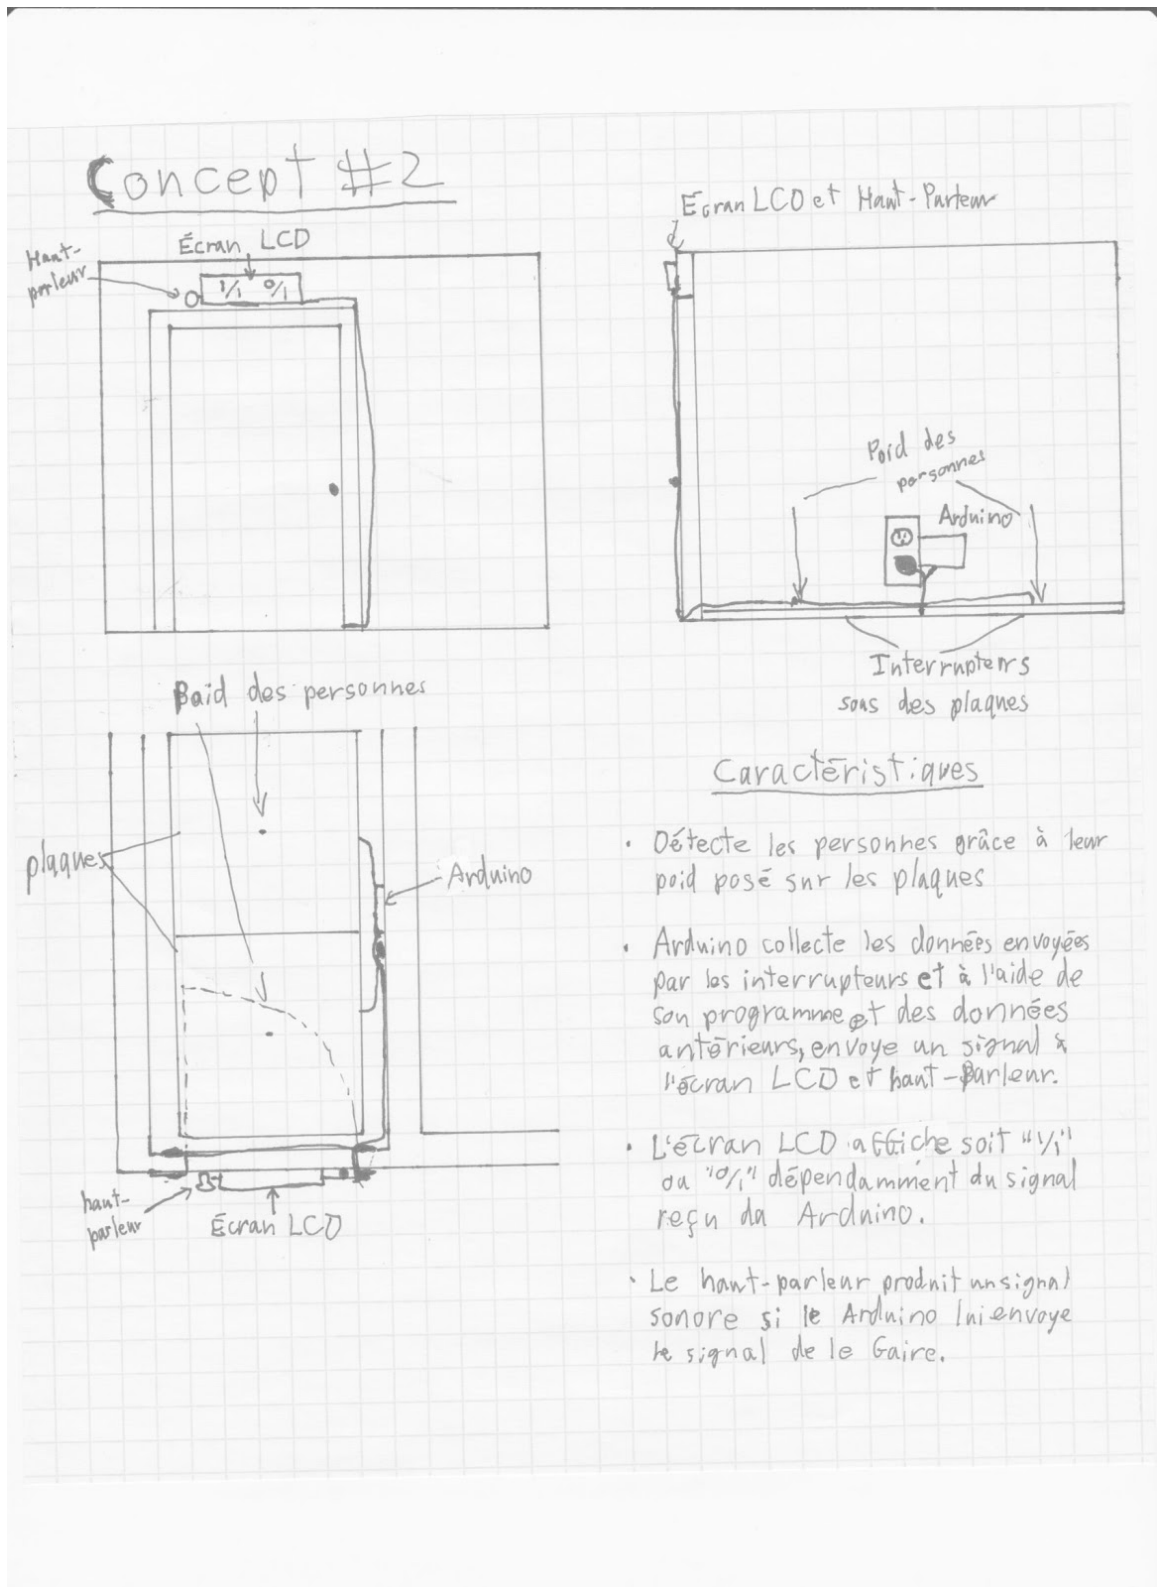 Concept #2
Haut-
parleur
Écran LCD
1/1 0/1
Écran LCD et Haut-Parleur
Poid des
personnes
Arduino
Interrupteurs
sous des plaques
Poid des personnes
plaques
Arduino
haut-
parleur
Écran LCD
Caractéristiques
• Détecte les personnes grâce à leur
poid posé sur les plaques
• Arduino collecte les données envoyées
par les interrupteurs et à l'aide de
son programme et des données
antérieurs, envoye un signal à
l'écran LCD et haut-Parleur.
• L'écran LCD affiche soit "1/1"
ou "0/1" dépendamment du signal
reçu da Arduino.
• Le haut-parleur produit un signal
sonore si le Arduino lui envoye
le signal de le Faire.